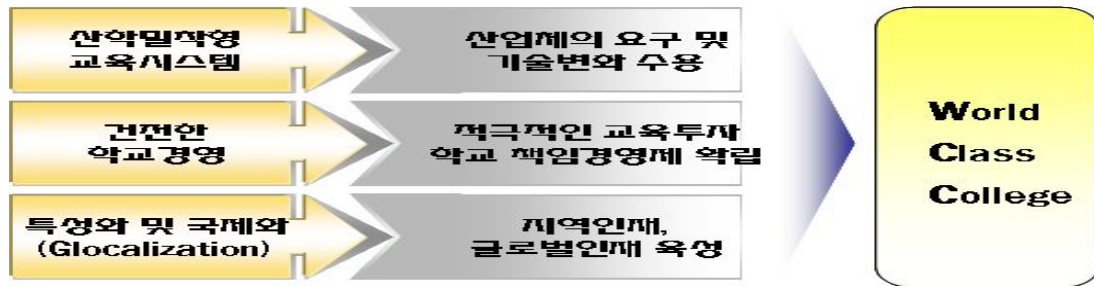 산학밀착형
교육시스템
산업체의 요구 및
기술변화 수용
건전한
학교경영
적극적인 교육투자
학교 책임경영제 확립
특성화 및 국제화
(Glocalization)
지역인재,
글로벌인재 육성
World
Class
College